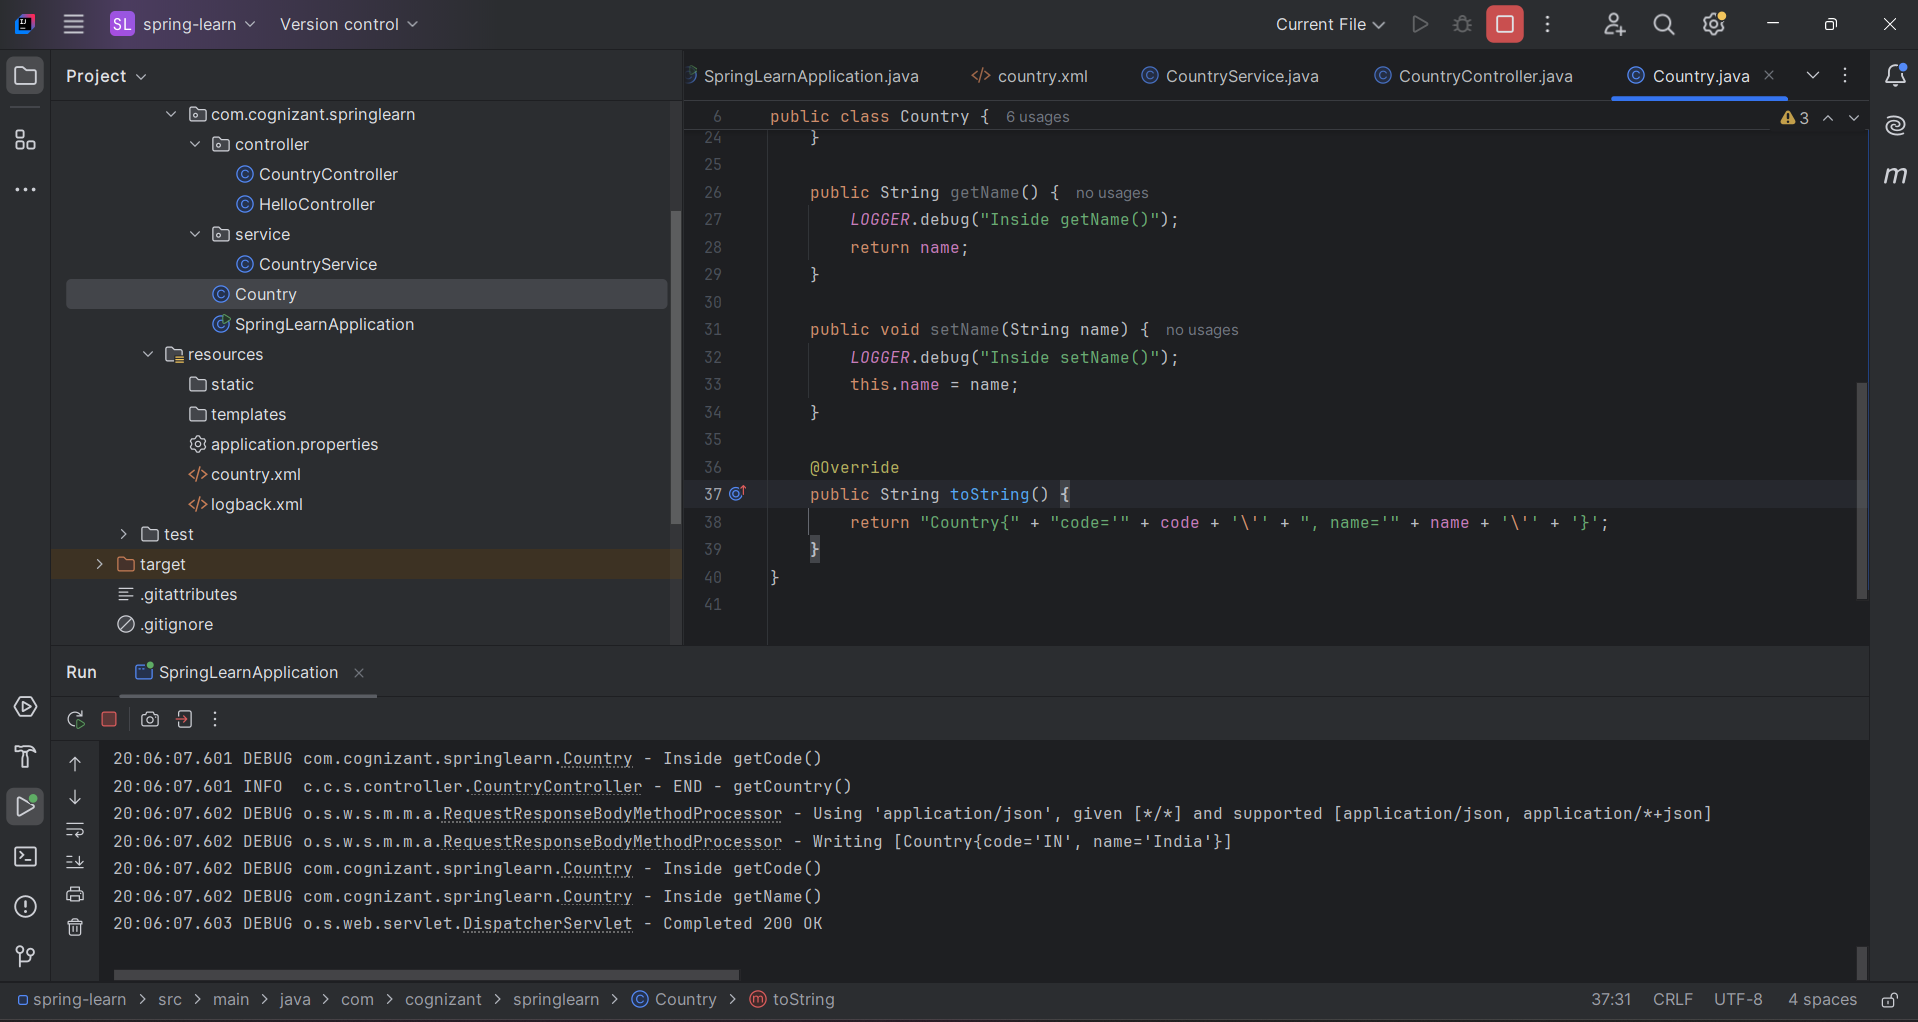 SL spring-learn Version control Current File
Project
com.cognizant.springlearn
controller
CountryController
HelloController
service
CountryService
Country
SpringLearnApplication
resources
static
templates
application.properties
country.xml
logback.xml
test
target
.gitattributes
.gitignore
SpringLearnApplication.java country.xml CountryService.java CountryController.java Country.java
6 public class Country { 6 usages 3
24 }
25
26 public String getName() { no usages
27 LOGGER.debug("Inside getName()");
28 return name;
29 }
30
31 public void setName(String name) { no usages
32 LOGGER.debug("Inside setName()");
33 this.name = name;
34 }
35
36 @Override
37 public String toString() {
38 return "Country{" + "code='" + code + '\'' + ", name='" + name + '\'' + '}';
39 }
40 }
41
Run SpringLearnApplication
20:06:07.601 DEBUG com.cognizant.springlearn.Country - Inside getCode()
20:06:07.601 INFO  c.c.s.controller.CountryController - END - getCountry()
20:06:07.602 DEBUG o.s.w.s.m.m.a.RequestResponseBodyMethodProcessor - Using 'application/json', given [*/*] and supported [application/json, application/*+json]
20:06:07.602 DEBUG o.s.w.s.m.m.a.RequestResponseBodyMethodProcessor - Writing [Country{code='IN', name='India'}]
20:06:07.602 DEBUG com.cognizant.springlearn.Country - Inside getCode()
20:06:07.602 DEBUG com.cognizant.springlearn.Country - Inside getName()
20:06:07.603 DEBUG o.s.web.servlet.DispatcherServlet - Completed 200 OK
spring-learn > src > main > java > com > cognizant > springlearn > Country > toString 37:31 CRLF UTF-8 4 spaces